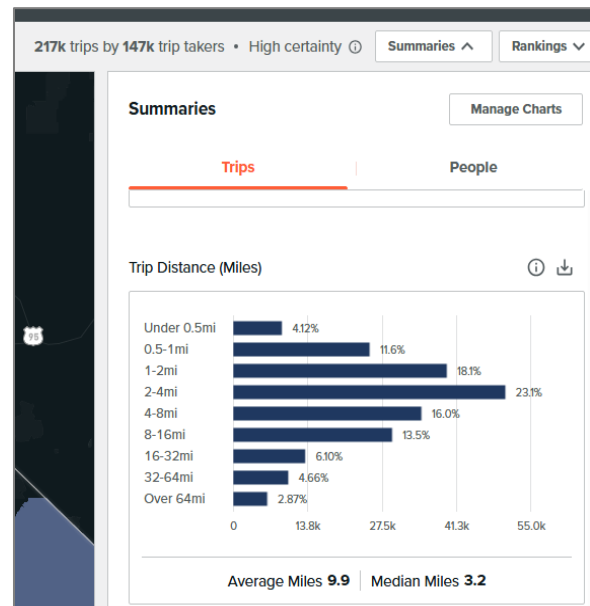 217k trips by 147k trip takers • High certainty
Summaries
Rankings
Summaries
Manage Charts
Trips
People
Trip Distance (Miles)
95
Under 0.5mi 4.12%
0.5-1mi 11.6%
1-2mi 18.1%
2-4mi 23.1%
4-8mi 16.0%
8-16mi 13.5%
16-32mi 6.10%
32-64mi 4.66%
Over 64mi 2.87%
0 13.8k 27.5k 41.3k 55.0k
Average Miles 9.9 Median Miles 3.2